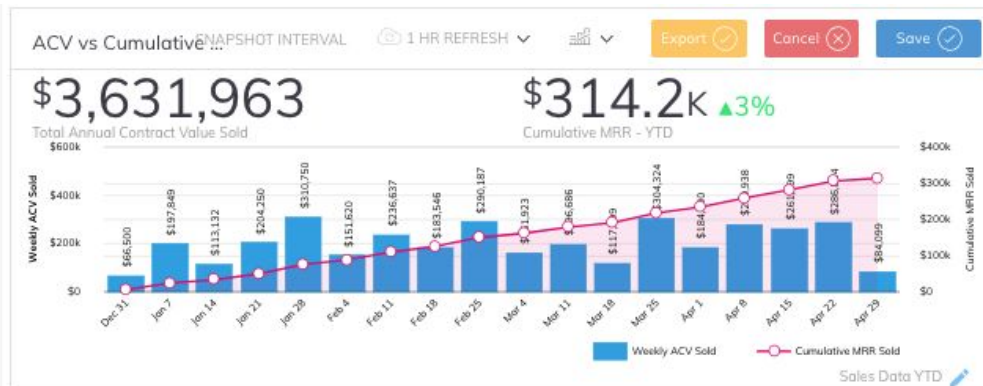 ACV vs Cumulative ...
SNAPSHOT INTERVAL
1 HR REFRESH
Export
Cancel
Save
$3,631,963
Total Annual Contract Value Sold
$314.2K ▲3%
Cumulative MRR - YTD
$600k
$400k
$200k
$0
Weekly ACV Sold
$66,500
$197,849
$113,132
$204,250
$310,750
$151,620
$236,637
$183,546
$290,187
$304,324
$84,099
$400k
$300k
$200k
$100k
$0
Cumulative MRR Sold
Dec 31
Jan 7
Jan 14
Jan 21
Jan 28
Feb 4
Feb 11
Feb 18
Feb 25
Mar 4
Mar 11
Mar 18
Mar 25
Apr 1
Apr 8
Apr 15
Apr 22
Apr 29
Weekly ACV Sold
Cumulative MRR Sold
Sales Data YTD